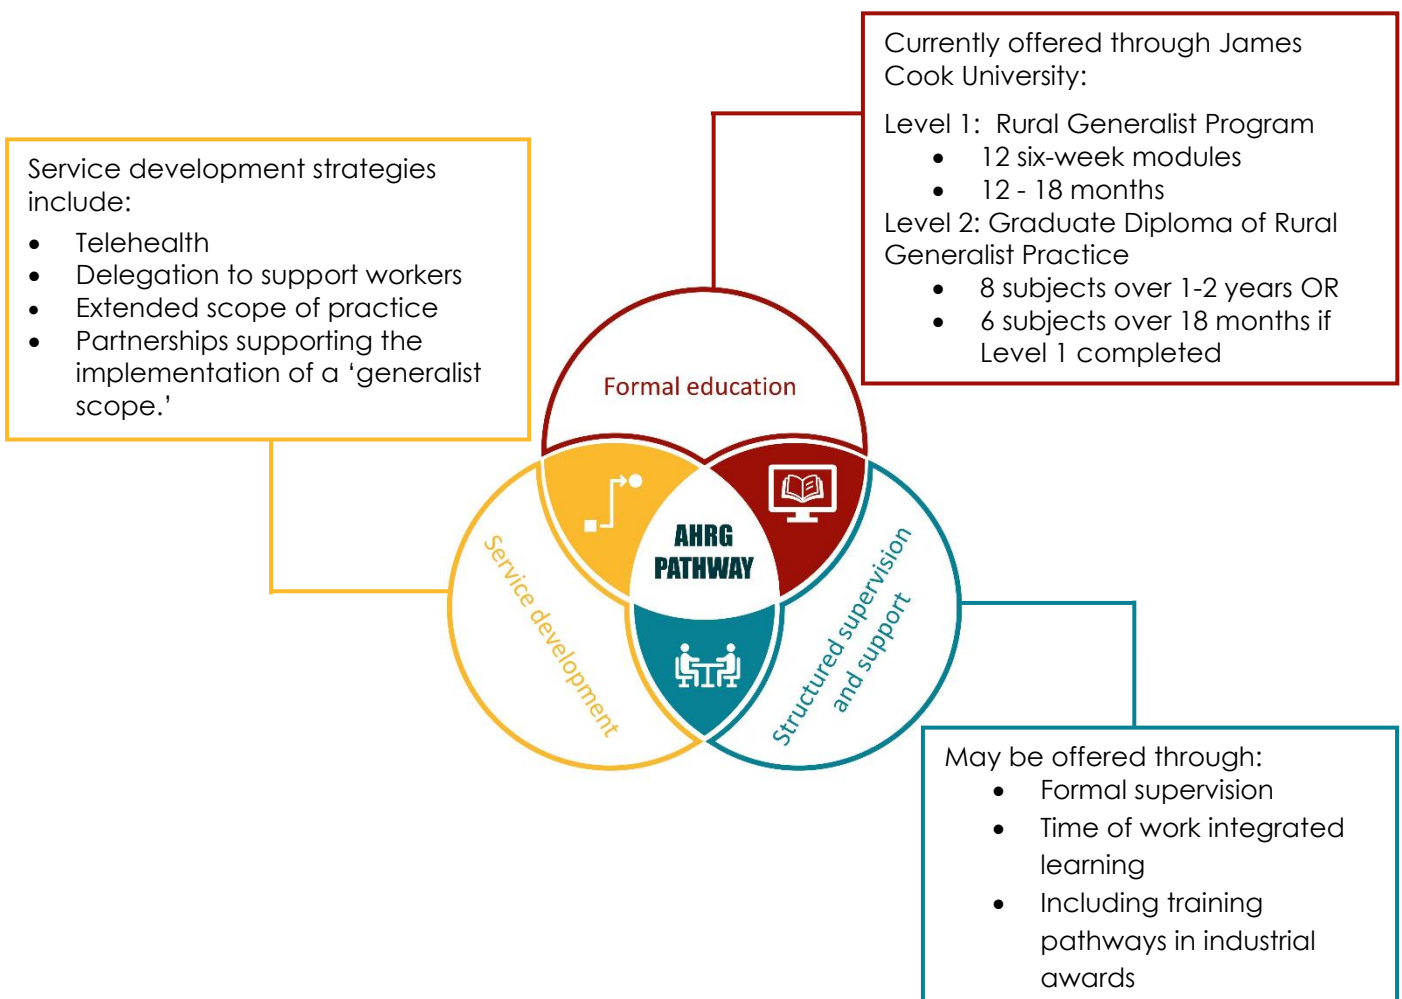 Currently offered through James
Cook University:
Level 1:  Rural Generalist Program
• 12 six-week modules
• 12 - 18 months
Level 2: Graduate Diploma of Rural
Generalist Practice
• 8 subjects over 1-2 years OR
• 6 subjects over 18 months if
Level 1 completed
Service development strategies
include:
• Telehealth
• Delegation to support workers
• Extended scope of practice
• Partnerships supporting the
implementation of a ‘generalist
scope.’
Formal education
AHRG
PATHWAY
Service development
Structured supervision
and support
May be offered through:
• Formal supervision
• Time of work integrated
learning
• Including training
pathways in industrial
awards